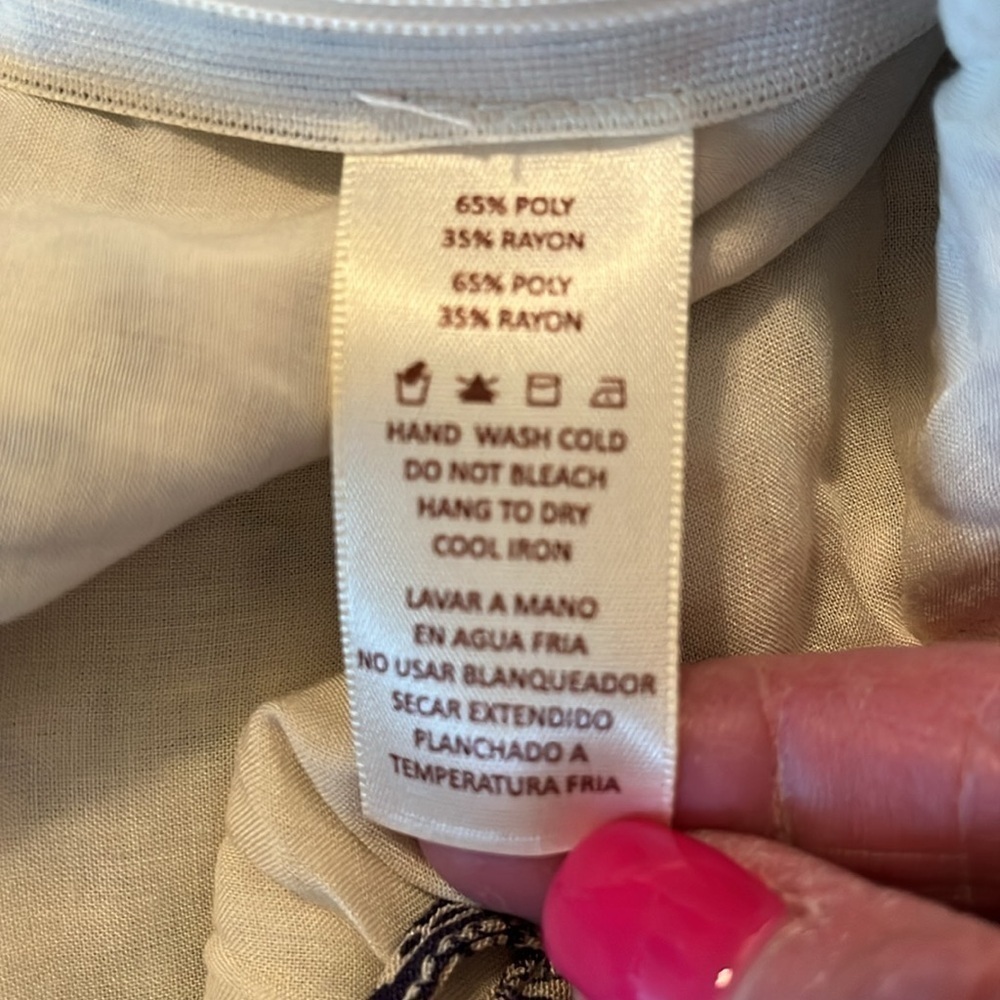 65% POLY
35% RAYON
65% POLY
35% RAYON
HAND WASH COLD
DO NOT BLEACH
HANG TO DRY
COOL IRON
LAVAR A MANO
EN AGUA FRIA
NO USAR BLANQUEADOR
SECAR EXTENDIDO
PLANCHADO A
TEMPERATURA FRIA